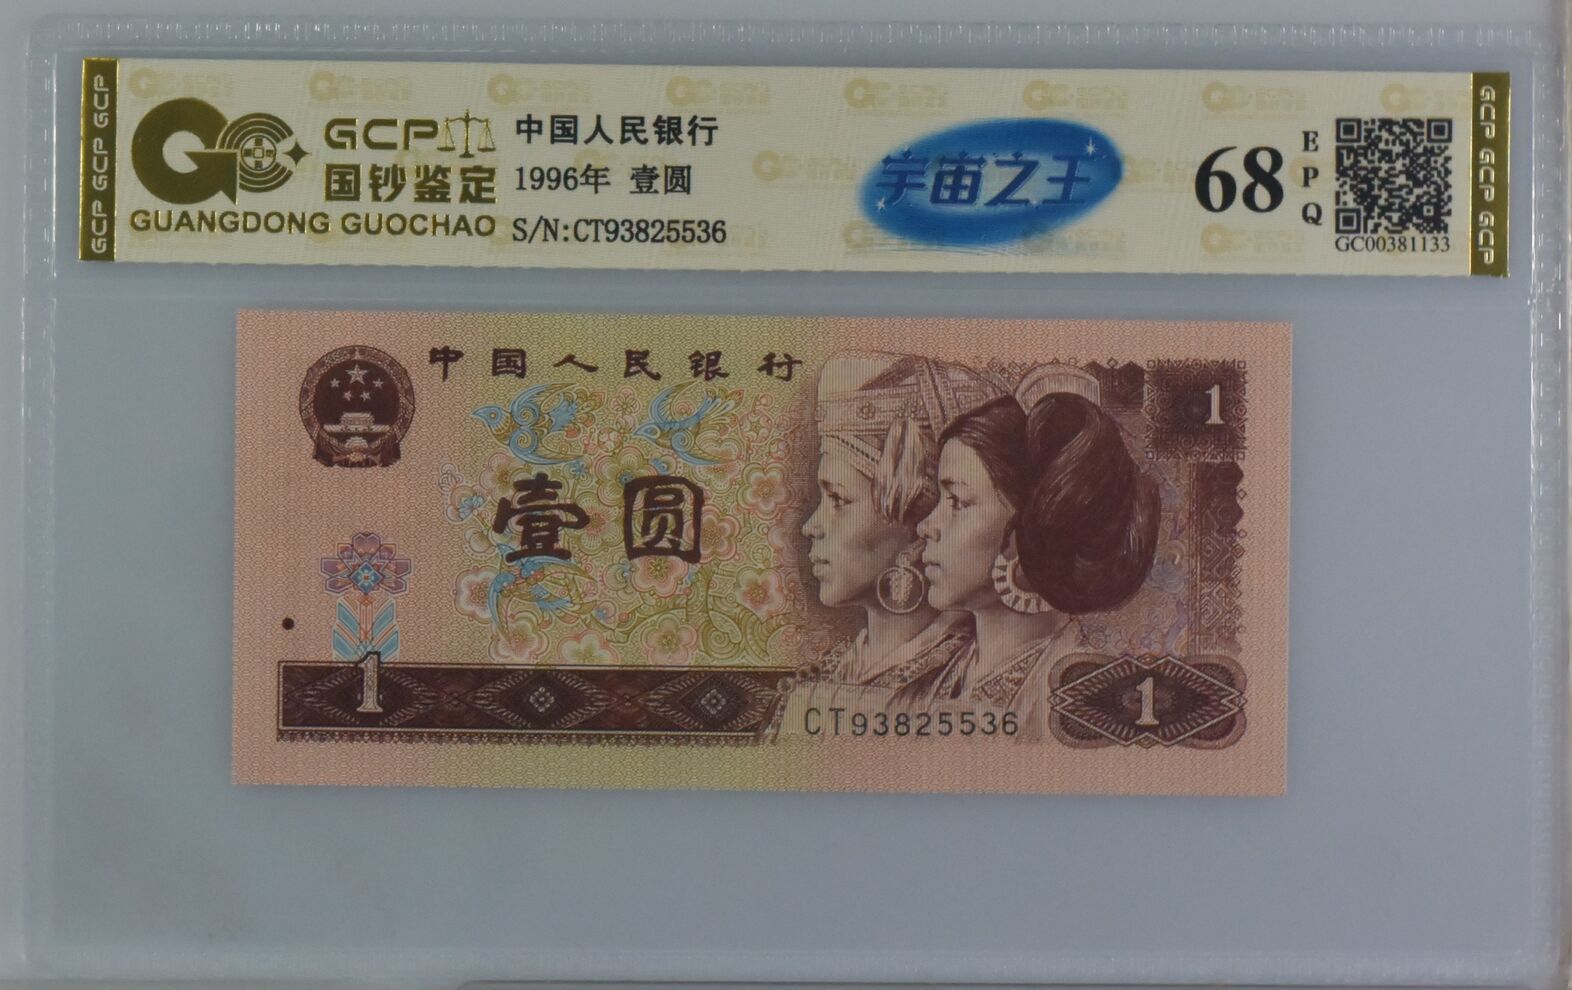 GCP GCP GCP
GCP
国钞鉴定
GUANGDONG GUOCHAO
中国人民银行
1996年 壹圆
S/N:CT93825536
宇宙之王
68
E
P
Q
GC00381133
GCP GCP GCP
中国人民银行
1
壹圆
1
CT93825536
1